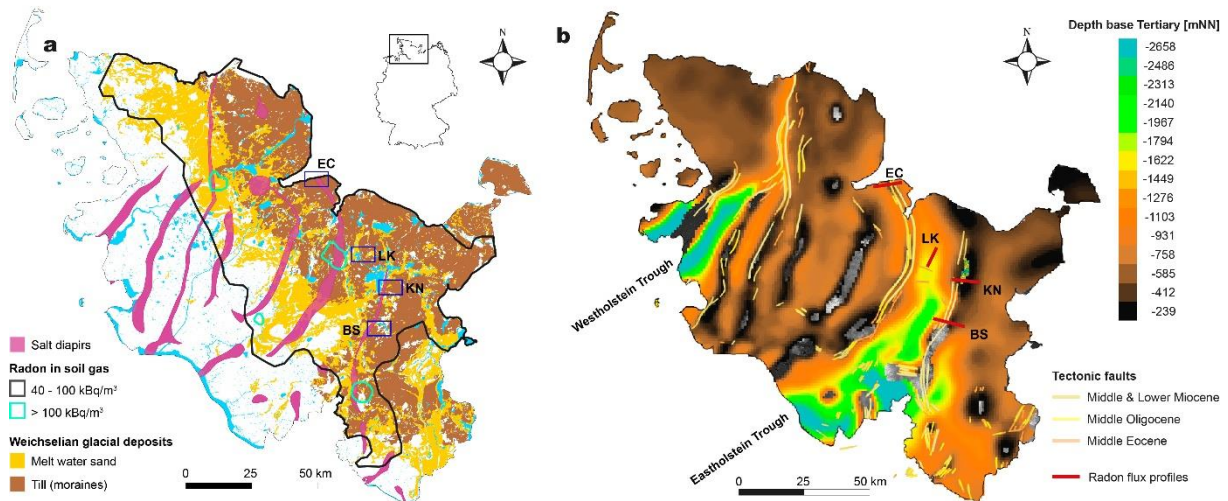 a
N
EC
LK
KN
BS
Salt diapirs
Radon in soil gas
40 - 100 kBq/m³
> 100 kBq/m³
Weichselian glacial deposits
Melt water sand
Till (moraines)
0 25 50 km
b
N
Depth base Tertiary [mNN]
-2658
-2486
-2313
-2140
-1967
-1794
-1622
-1449
-1276
-1103
-931
-758
-585
-412
-239
EC
LK
KN
BS
Westholstein Trough
Eastholstein Trough
Tectonic faults
Middle & Lower Miocene
Middle Oligocene
Middle Eocene
Radon flux profiles
0 25 50 km